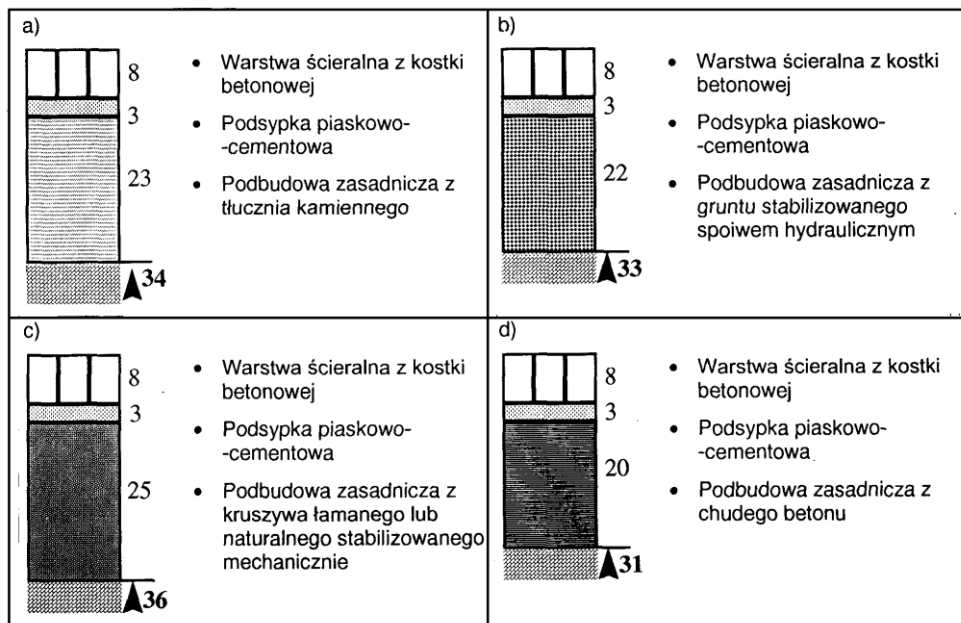 a)
8
3
23
34
• Warstwa ścieralna z kostki
betonowej
• Podsypka piaskowo-
-cementowa
• Podbudowa zasadnicza z
tłucznia kamiennego
b)
8
3
22
33
• Warstwa ścieralna z kostki
betonowej
• Podsypka piaskowo-
-cementowa
• Podbudowa zasadnicza z
gruntu stabilizowanego
spoiwem hydraulicznym
c)
8
3
25
36
• Warstwa ścieralna z kostki
betonowej
• Podsypka piaskowo-
-cementowa
• Podbudowa zasadnicza z
kruszywa łamanego lub
naturalnego stabilizowanego
mechanicznie
d)
8
3
20
31
• Warstwa ścieralna z kostki
betonowej
• Podsypka piaskowo-
-cementowa
• Podbudowa zasadnicza z
chudego betonu